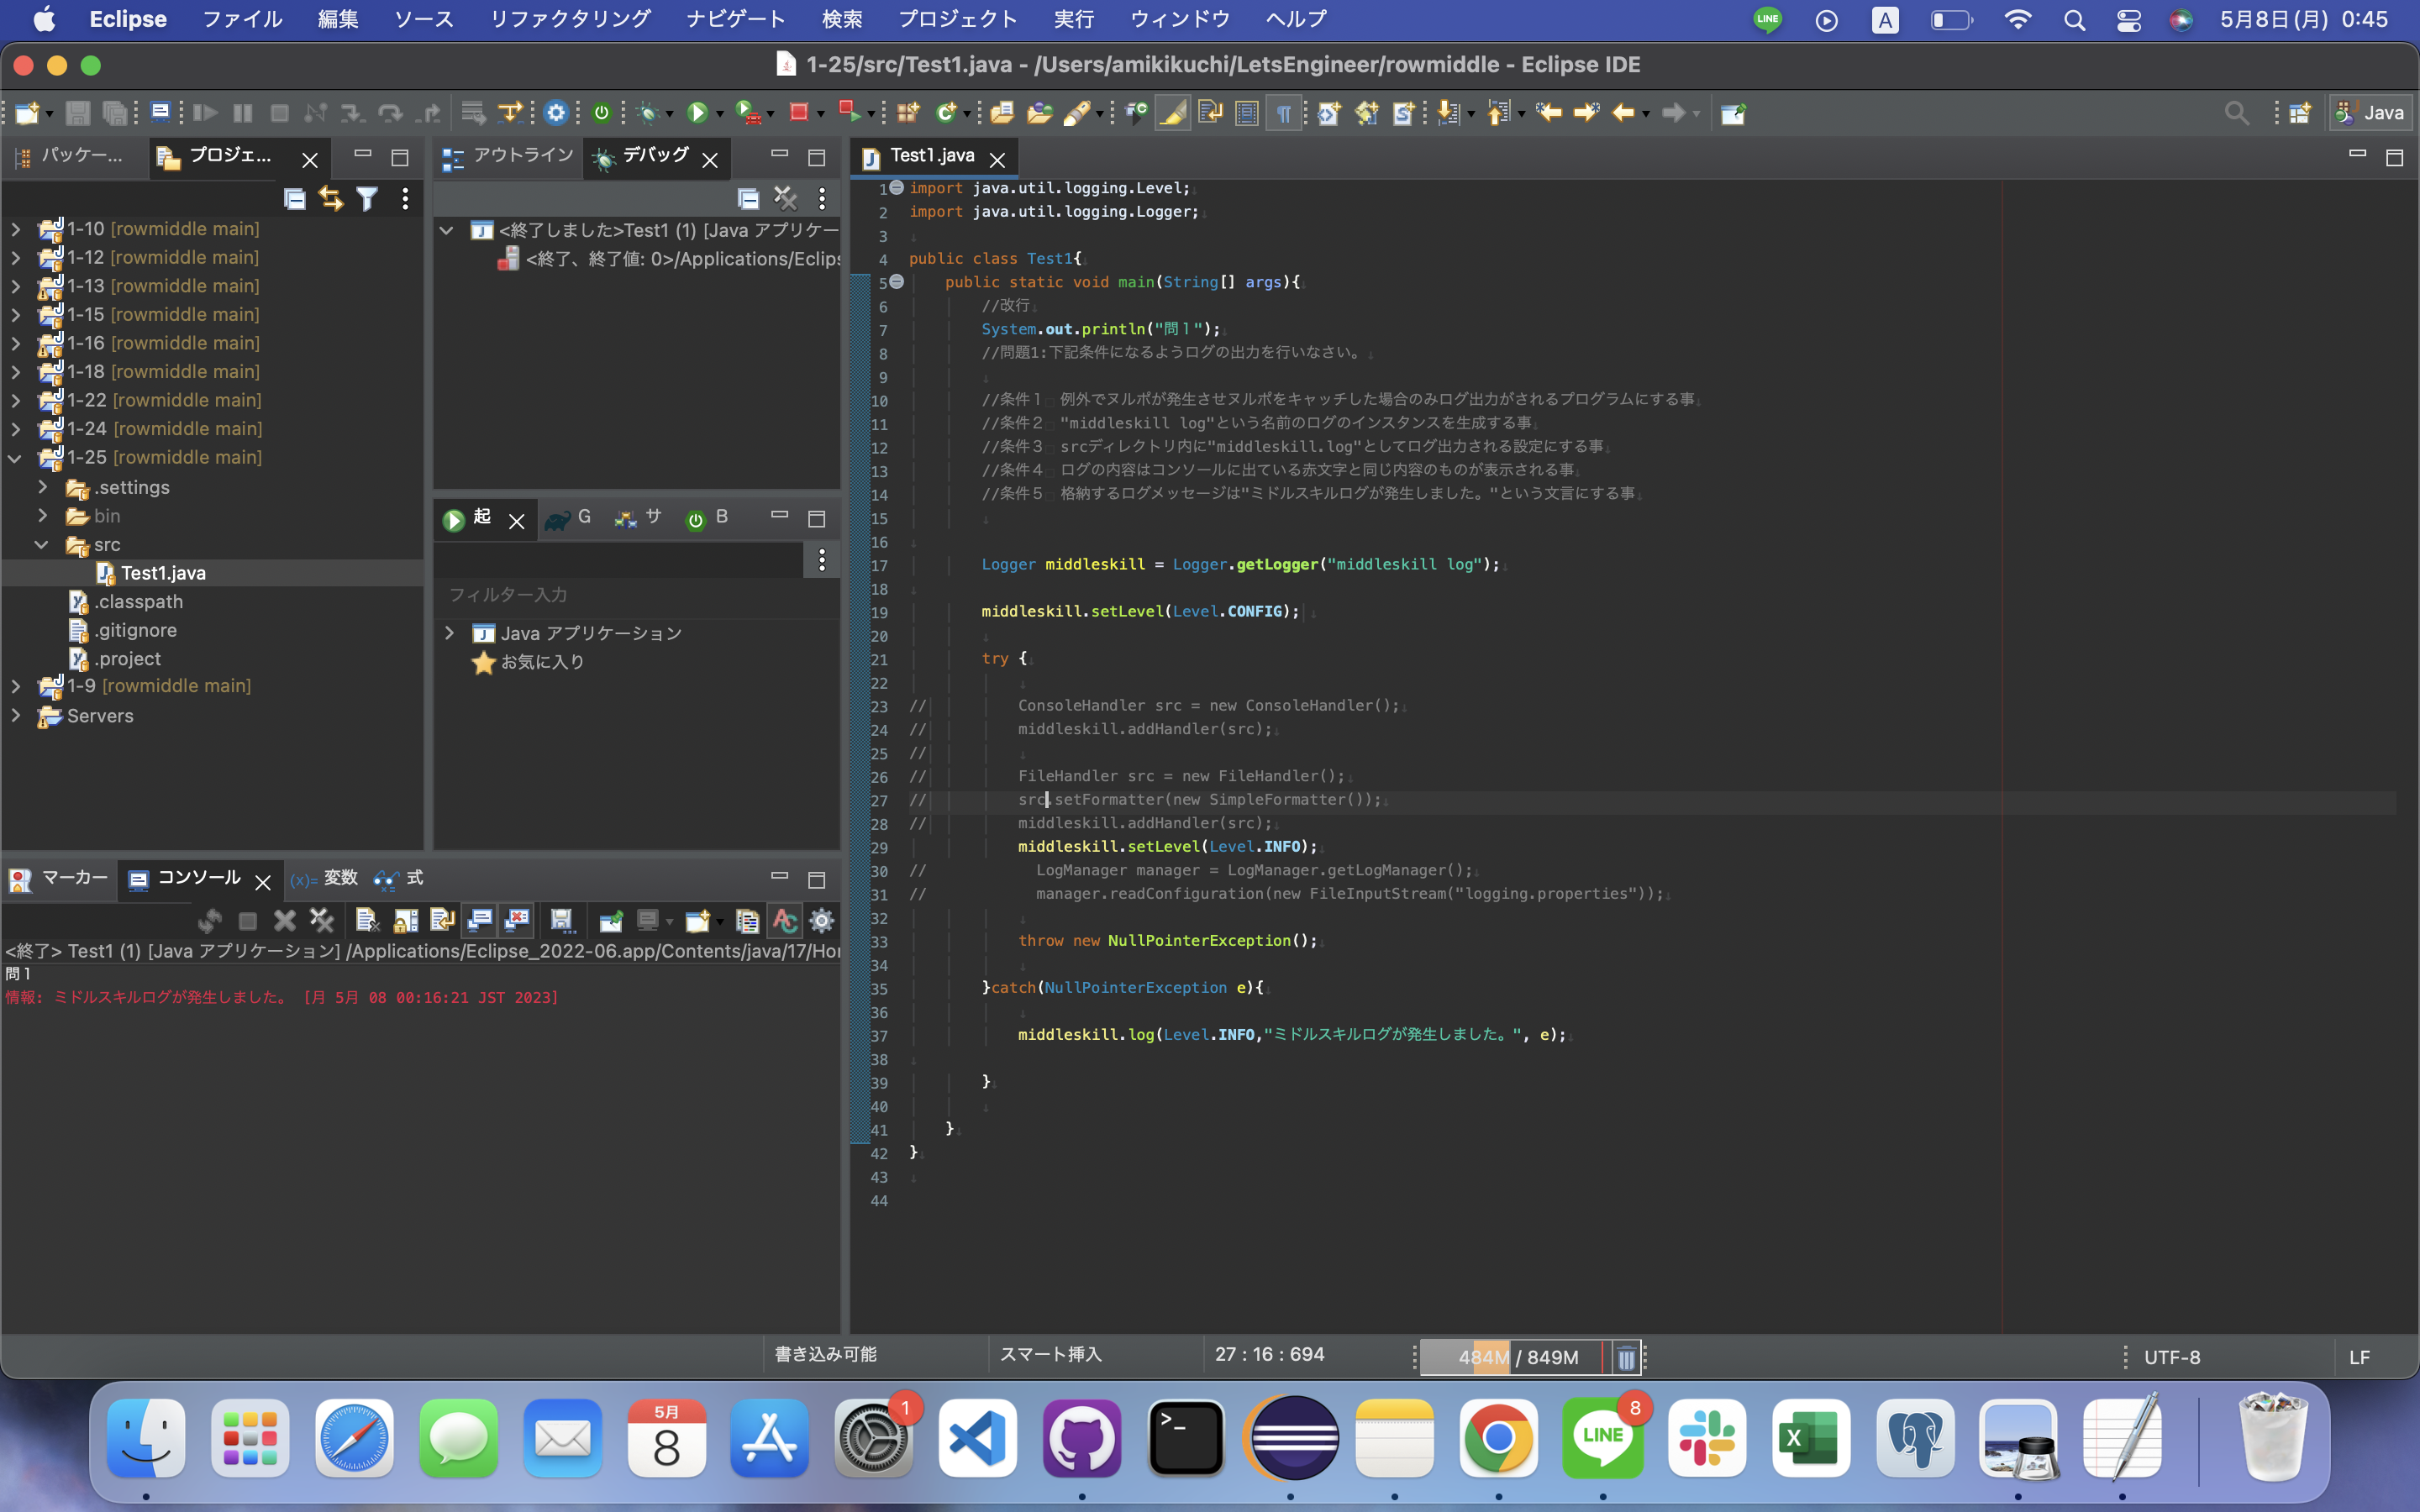 Eclipse ファイル 編集 ソース リファクタリング ナビゲート 検索 プロジェクト 実行 ウィンドウ ヘルプ
LINE A 5月8日(月) 0:45
1-25/src/Test1.java - /Users/amikikuchi/LetsEngineer/rowmiddle - Eclipse IDE
Java
パッケー...
プロジェ...
1-10 [rowmiddle main]
1-12 [rowmiddle main]
1-13 [rowmiddle main]
1-15 [rowmiddle main]
1-16 [rowmiddle main]
1-18 [rowmiddle main]
1-22 [rowmiddle main]
1-24 [rowmiddle main]
1-25 [rowmiddle main]
.settings
bin
src
Test1.java
.classpath
.gitignore
.project
1-9 [rowmiddle main]
Servers
アウトライン
デバッグ
<終了しました>Test1 (1) [Java アプリケー
<終了、終了値: 0>/Applications/Eclips
起 G サ B
フィルター入力
Java アプリケーション
お気に入り
Test1.java
1 import java.util.logging.Level;
2 import java.util.logging.Logger;
3
4 public class Test1{
5 public static void main(String[] args){
6 //改行
7 System.out.println("問１");
8 //問題1:下記条件になるようログの出力を行いなさい。
9
10 //条件１　例外でヌルポが発生させヌルポをキャッチした場合のみログ出力がされるプログラムにする事
11 //条件２　"middleskill log"という名前のログのインスタンスを生成する事
12 //条件３　srcディレクトリ内に"middleskill.log"としてログ出力される設定にする事
13 //条件４　ログの内容はコンソールに出ている赤文字と同じ内容のものが表示される事
14 //条件５　格納するログメッセージは"ミドルスキルログが発生しました。"という文言にする事
15
16
17 Logger middleskill = Logger.getLogger("middleskill log");
18
19 middleskill.setLevel(Level.CONFIG);
20
21 try {
22
23 // ConsoleHandler src = new ConsoleHandler();
24 // middleskill.addHandler(src);
25 //
26 // FileHandler src = new FileHandler();
27 // src.setFormatter(new SimpleFormatter());
28 // middleskill.addHandler(src);
29 middleskill.setLevel(Level.INFO);
30 // LogManager manager = LogManager.getLogManager();
31 // manager.readConfiguration(new FileInputStream("logging.properties"));
32
33 throw new NullPointerException();
34
35 }catch(NullPointerException e){
36
37 middleskill.log(Level.INFO,"ミドルスキルログが発生しました。", e);
38
39 }
40
41 }
42 }
43
44
マーカー コンソール (x)= 変数 式
<終了> Test1 (1) [Java アプリケーション] /Applications/Eclipse_2022-06.app/Contents/java/17/Hor
問１
情報: ミドルスキルログが発生しました。 [月 5月 08 00:16:21 JST 2023]
書き込み可能 スマート挿入 27 : 16 : 694 484M / 849M UTF-8 LF
5月
8
1
>_
LINE
8
X